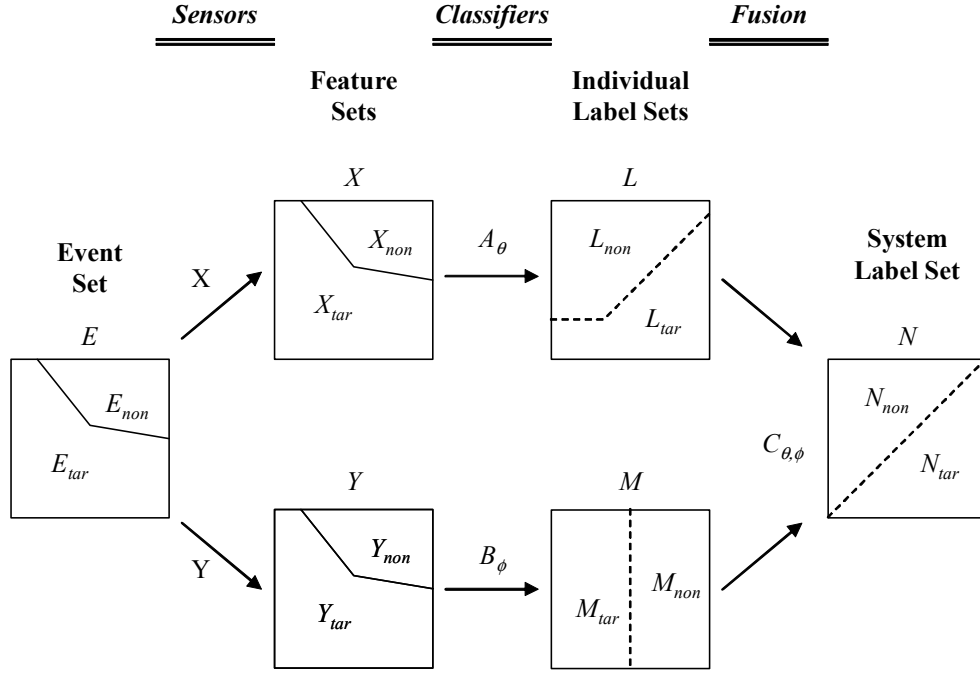 Sensors
Classifiers
Fusion
Feature
Sets
Individual
Label Sets
X
L
X_non
X_tar
A_θ
L_non
L_tar
Event
Set
X
System
Label Set
E
E_non
E_tar
N
N_non
N_tar
C_θ,ϕ
Y
Y
Y_non
Y_tar
B_ϕ
M
M_tar
M_non